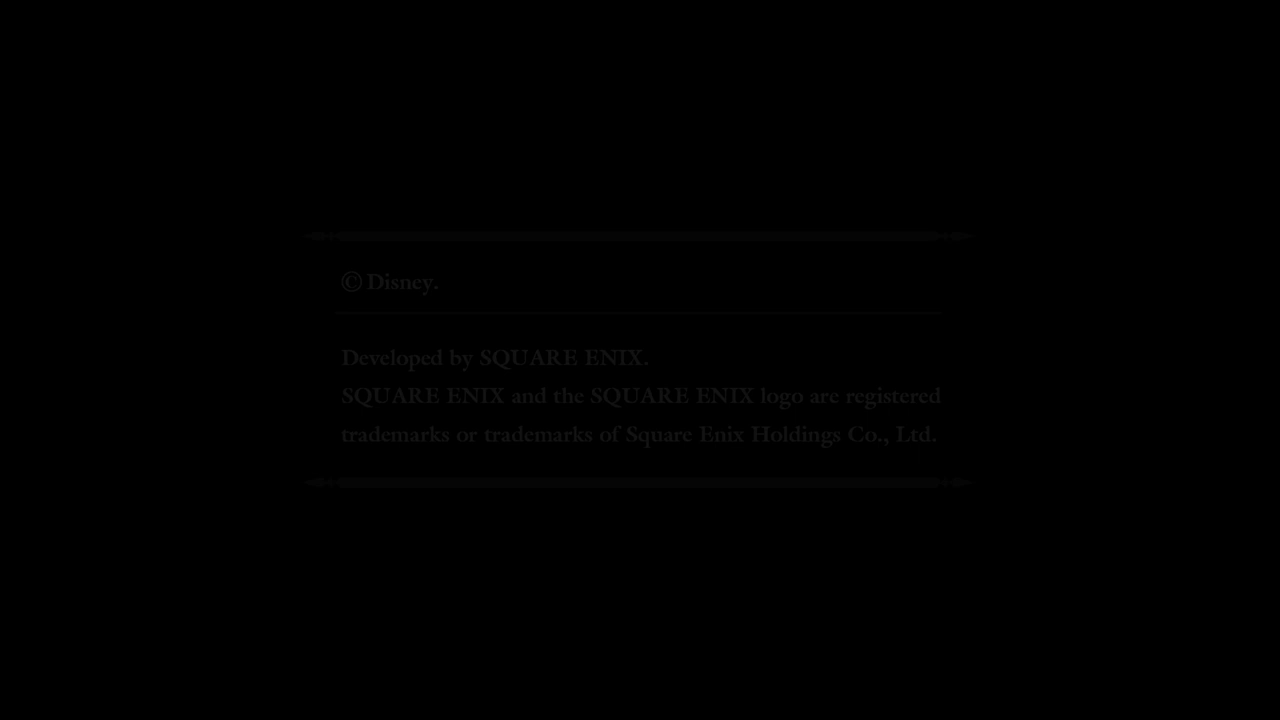 © Disney.
Developed by SQUARE ENIX.
SQUARE ENIX and the SQUARE ENIX logo are registered
trademarks or trademarks of Square Enix Holdings Co., Ltd.